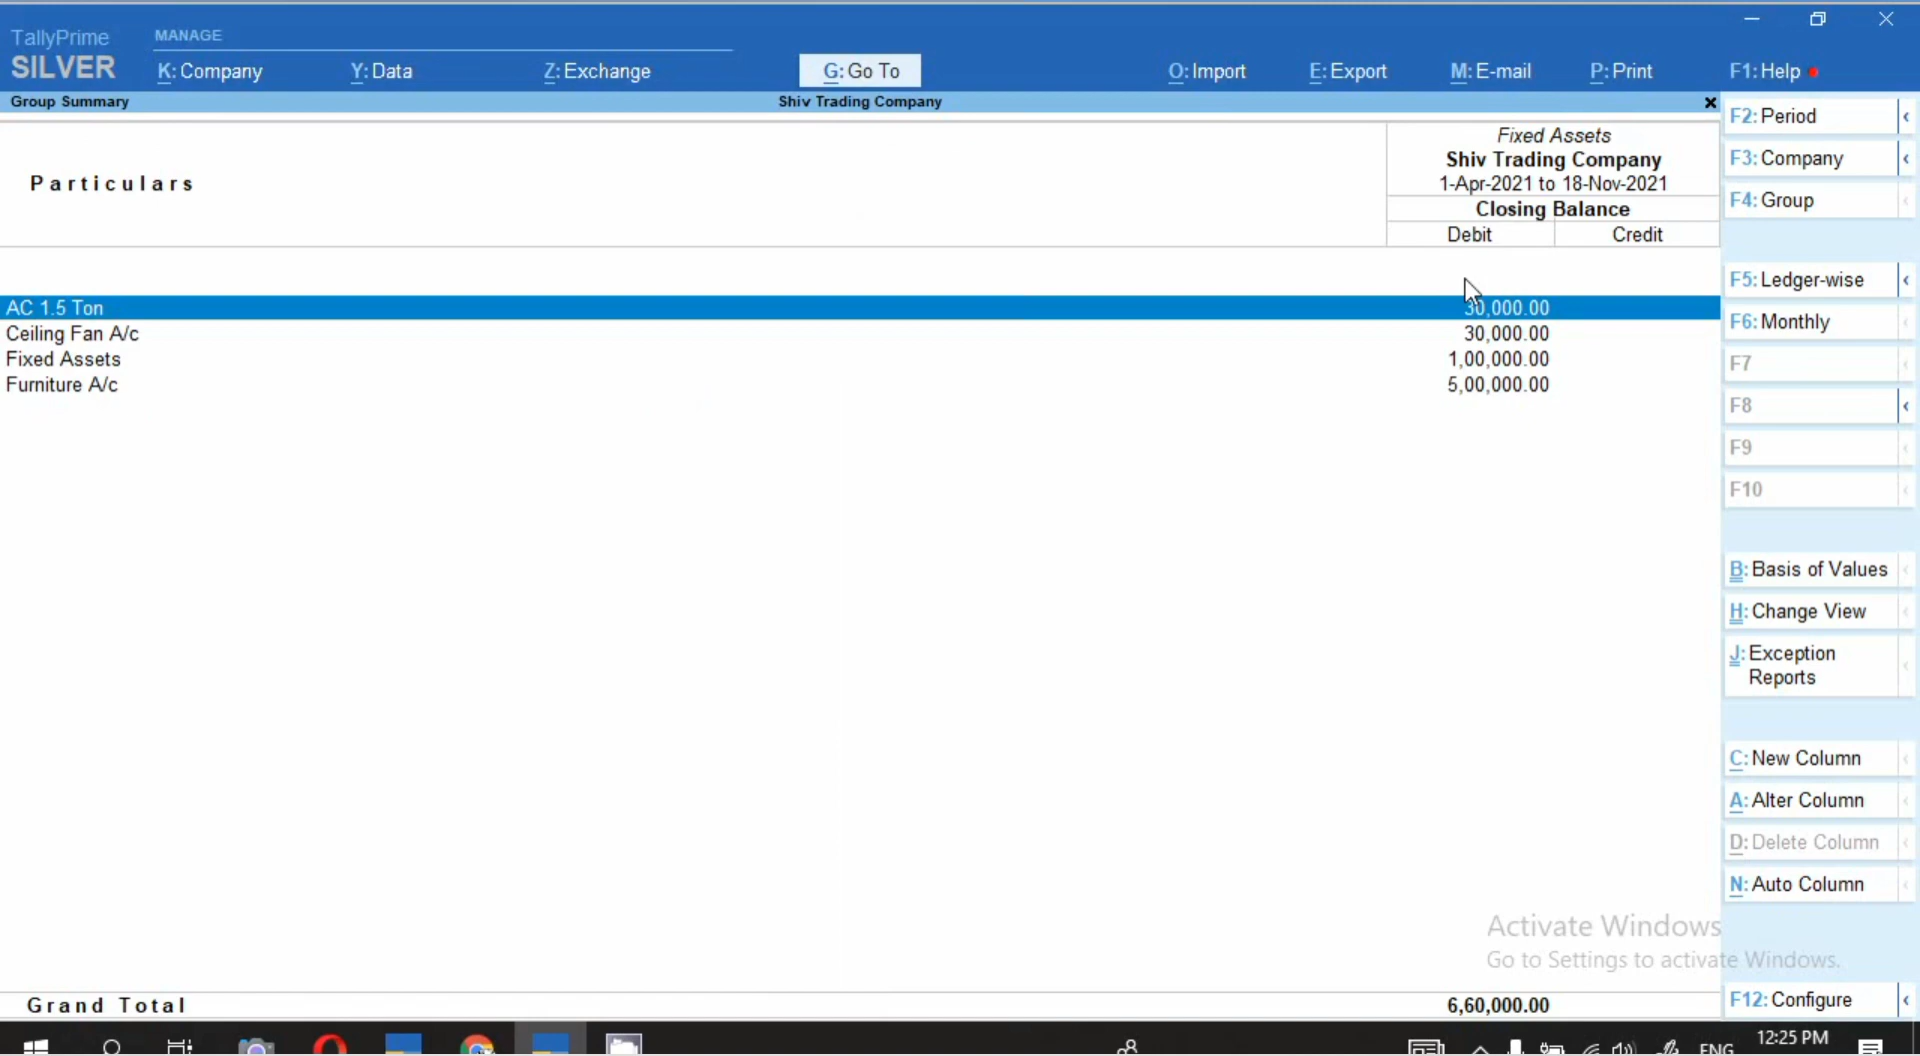 TallyPrime
SILVER
MANAGE
K: Company
Y: Data
Z: Exchange
G: Go To
O: Import
E: Export
M: E-mail
P: Print
F1: Help
Group Summary
Shiv Trading Company
Particulars
Fixed Assets
Shiv Trading Company
1-Apr-2021 to 18-Nov-2021
Closing Balance
Debit Credit
AC 1.5 Ton 30,000.00
Ceiling Fan A/c 30,000.00
Fixed Assets 1,00,000.00
Furniture A/c 5,00,000.00
Grand Total 6,60,000.00
F2: Period
F3: Company
F4: Group
F5: Ledger-wise
F6: Monthly
F7
F8
F9
F10
B: Basis of Values
H: Change View
J: Exception
Reports
C: New Column
A: Alter Column
D: Delete Column
N: Auto Column
Activate Windows
Go to Settings to activate Windows.
F12: Configure
ENG
12:25 PM